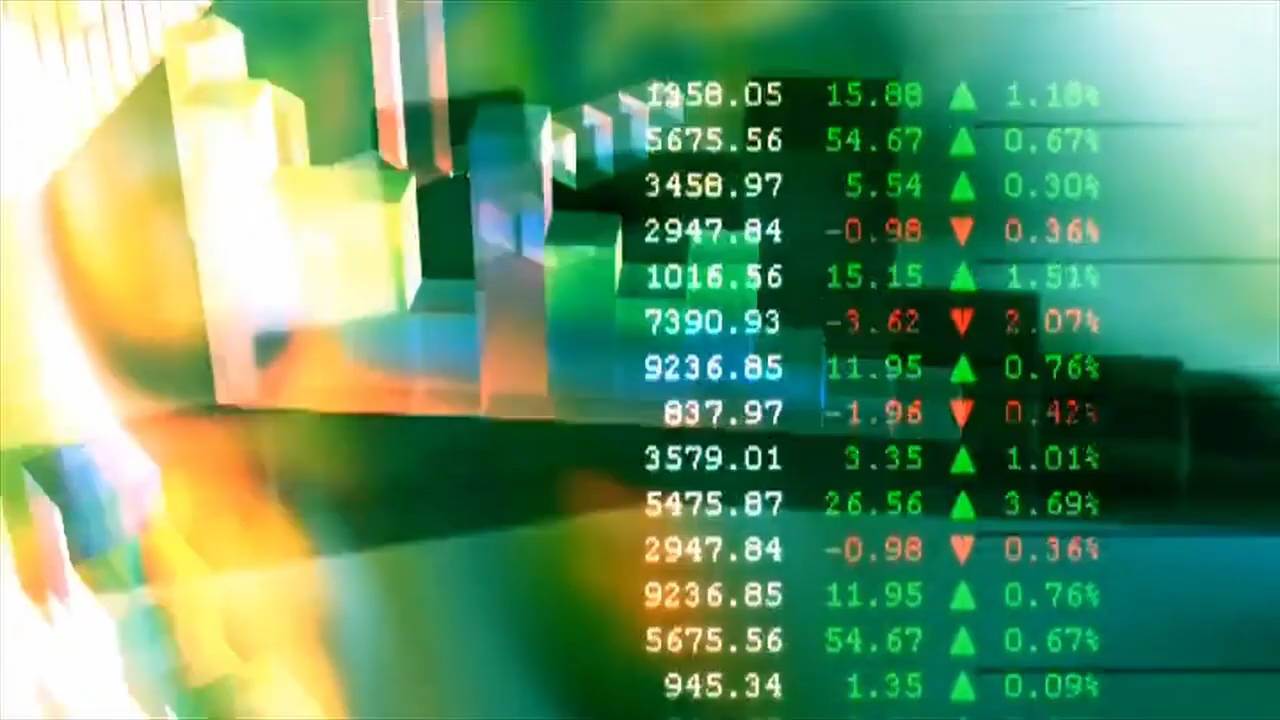 1358.05 15.88 ▲ 1.18%
5675.56 54.67 ▲ 0.67%
3458.97 5.54 ▲ 0.30%
2947.84 -0.98 ▼ 0.36%
1016.56 15.15 ▲ 1.51%
7390.93 -3.62 ▼ 2.07%
9236.85 11.95 ▲ 0.76%
837.97 -1.96 ▼ 0.42%
3579.01 3.35 ▲ 1.01%
5475.87 26.56 ▲ 3.69%
2947.84 -0.98 ▼ 0.36%
9236.85 11.95 ▲ 0.76%
5675.56 54.67 ▲ 0.67%
945.34 1.35 ▲ 0.09%